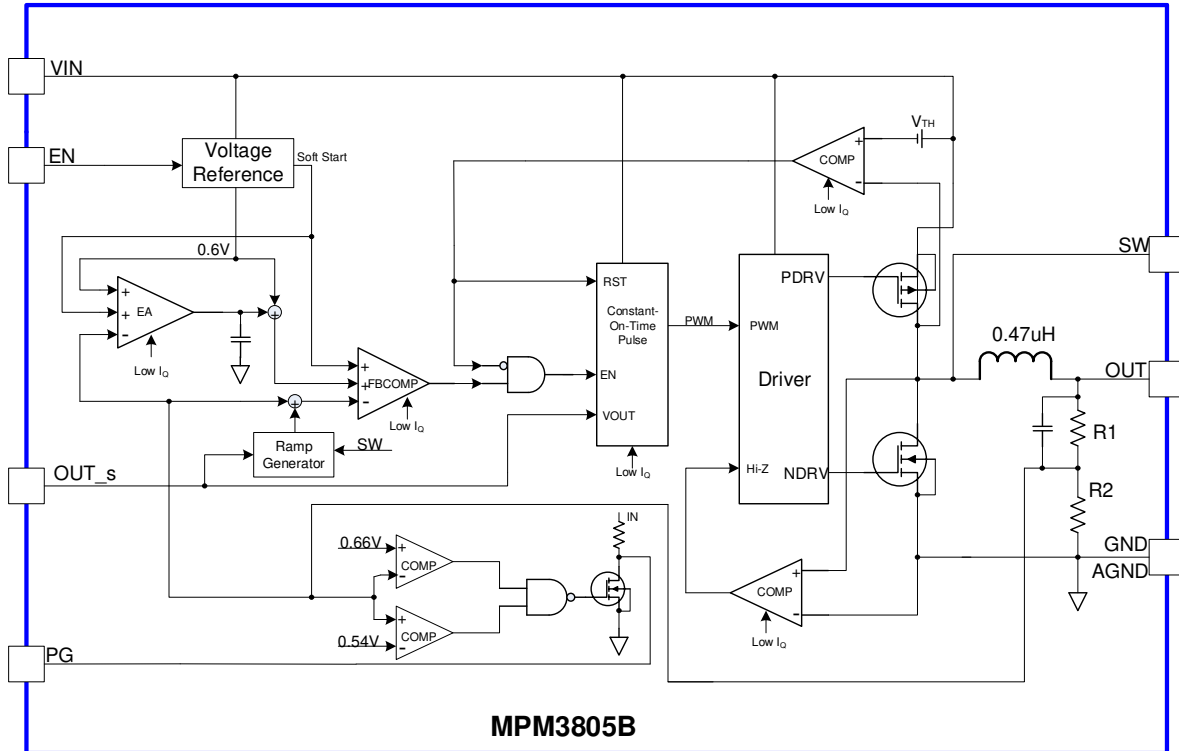 VIN
EN
Voltage
Reference
Soft Start
0.6V
+
+
-
EA
Low IQ
+
+
+
-
FBCOMP
Low IQ
+
Ramp
Generator
SW
OUT_s
RST
Constant-
On-Time
Pulse
EN
VOUT
Low IQ
PWM
VTH
+
-
COMP
Low IQ
PDRV
PWM
Driver
Hi-Z
NDRV
SW
0.47uH
OUT
R1
R2
GND
AGND
+
-
COMP
Low IQ
0.66V
+
-
COMP
0.54V
+
-
COMP
IN
PG
MPM3805B